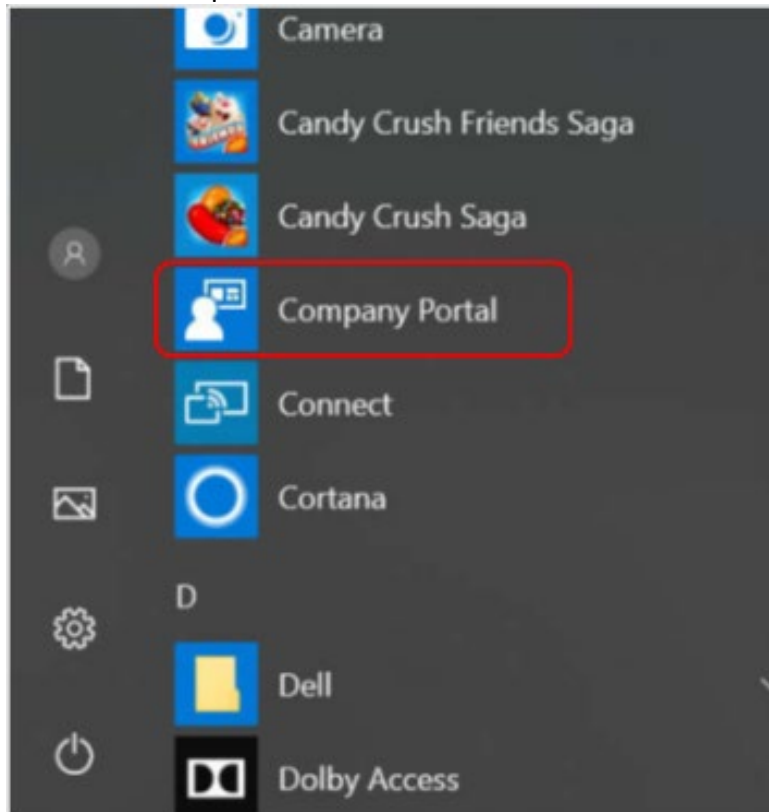 Camera
Candy Crush Friends Saga
Candy Crush Saga
Company Portal
Connect
Cortana
D
Dell
Dolby Access